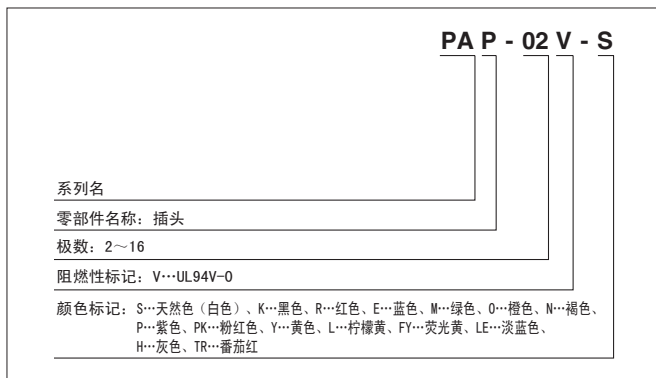 PA P - 02 V - S
系列名
零部件名称：插头
极数：2～16
阻燃性标记：V…UL94V-0
颜色标记：S…天然色（白色）、K…黑色、R…红色、E…蓝色、M…绿色、O…橙色、N…褐色、
P…紫色、PK…粉红色、Y…黄色、L…柠檬黄、FY…荧光黄、LE…淡蓝色、
H…灰色、TR…番茄红